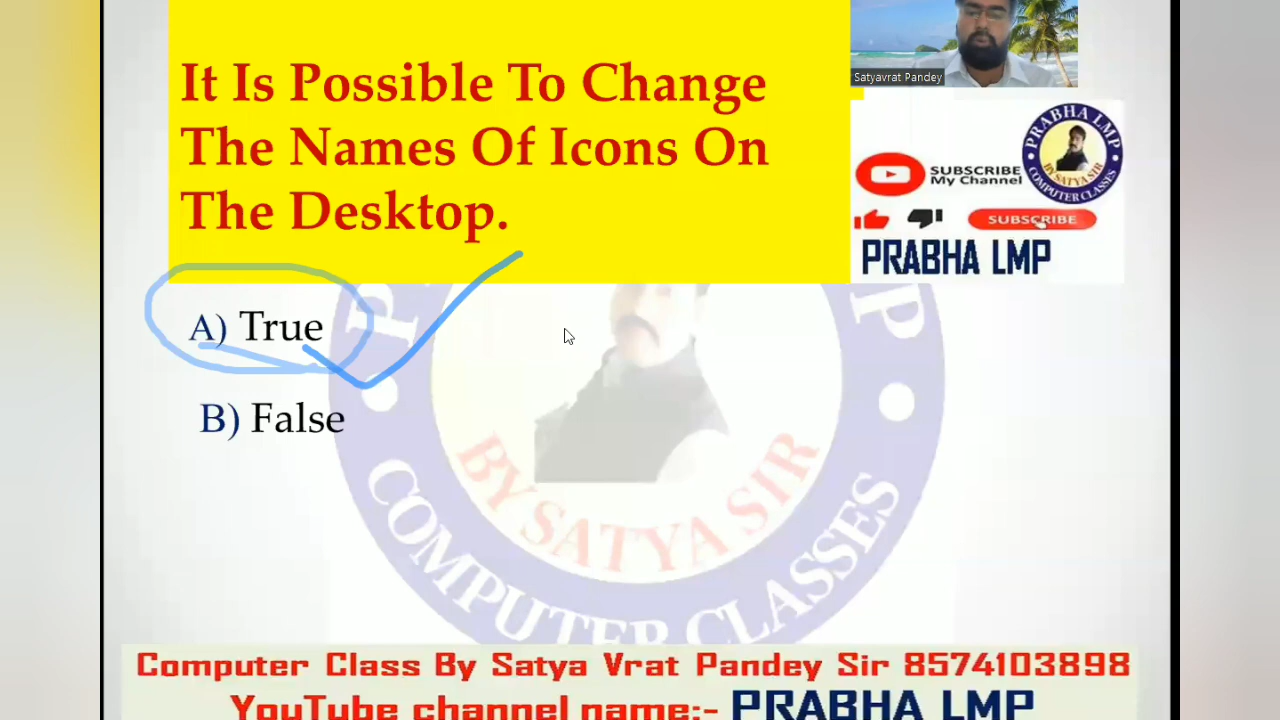 It Is Possible To Change
The Names Of Icons On
The Desktop.
Satyavrat Pandey
PRABHA LMP
BY SATYA SIR
COMPUTER CLASSES
SUBSCRIBE
My Channel
SUBSCRIBE
PRABHA LMP
A) True
B) False
BY SATYA SIR
COMPUTER CLASSES
Computer Class By Satya Vrat Pandey Sir 8574103898
YouTube channel name:- PRABHA LMP